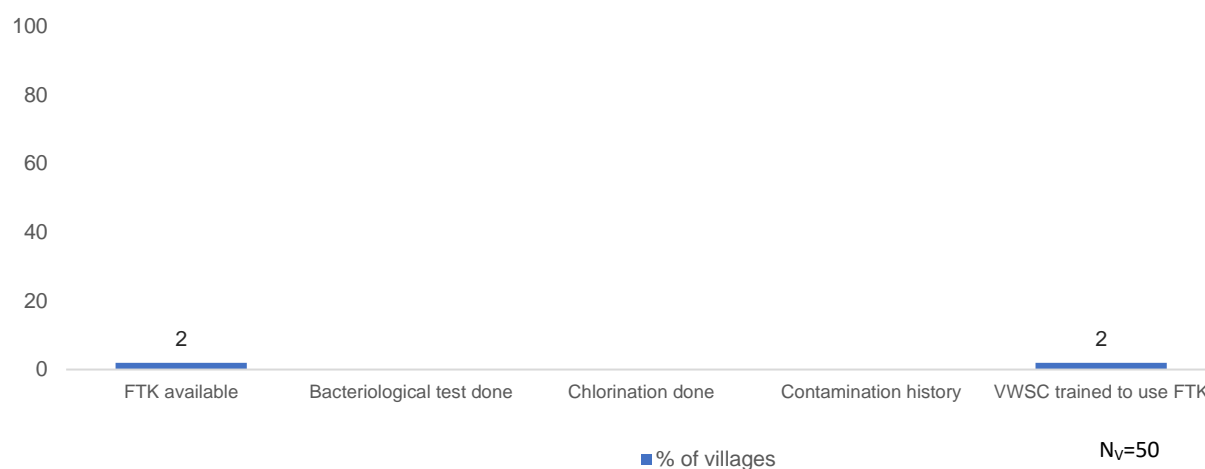 100
80
60
40
20
0
2
2
FTK available
Bacteriological test done
Chlorination done
Contamination history
VWSC trained to use FTK
% of villages
NV=50